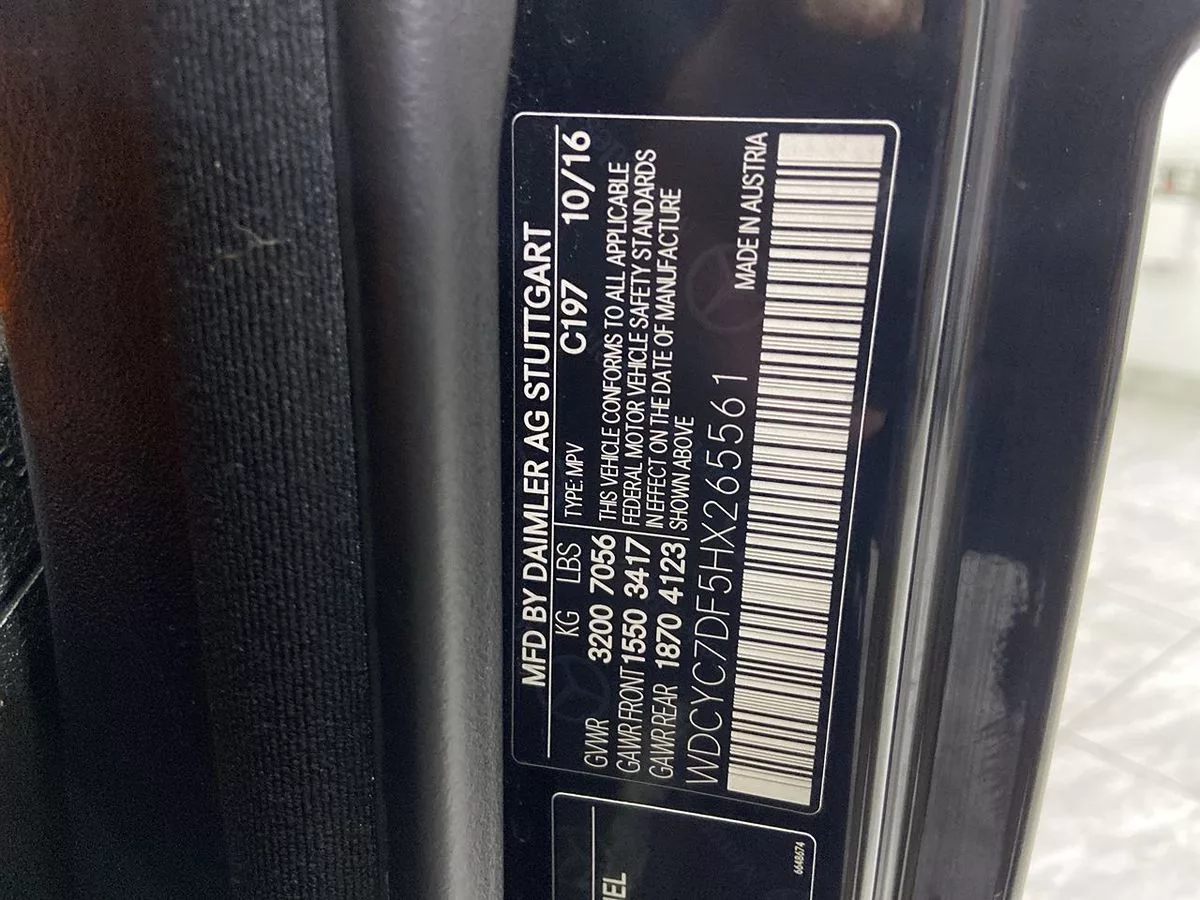 MFD BY DAIMLER AG STUTTGART
KG LBS TYPE: MPV C197 10/16
GVWR 3200 7056 THIS VEHICLE CONFORMS TO ALL APPLICABLE
GAWR FRONT 1550 3417 FEDERAL MOTOR VEHICLE SAFETY STANDARDS
GAWR REAR 1870 4123 IN EFFECT ON THE DATE OF MANUFACTURE
SHOWN ABOVE
WDCYC7DF5HX265561 MADE IN AUSTRIA
6648674